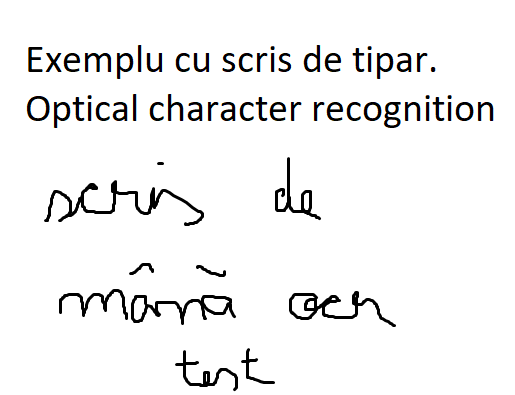 Exemplu cu scris de tipar.
Optical character recognition
scris de
mână ocr
test